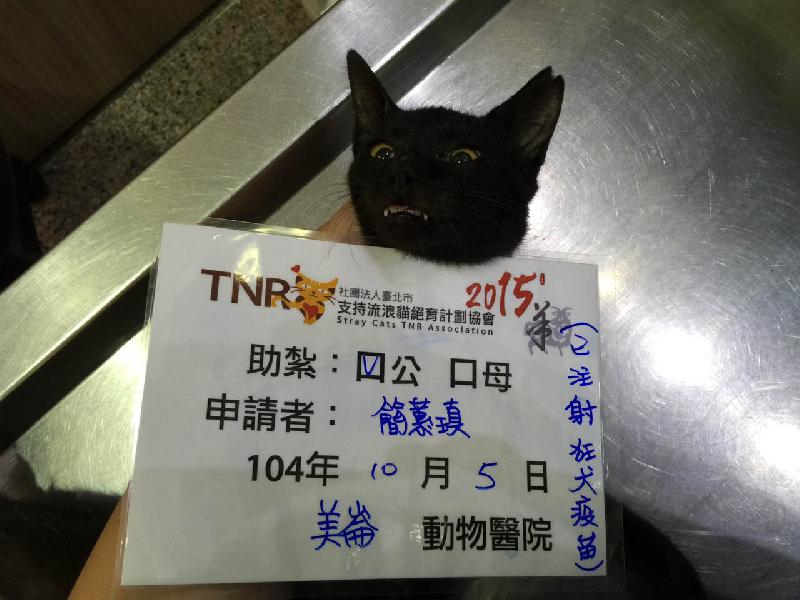 TNR 社團法人臺北市
支持流浪貓絕育計劃協會
Stray Cats TNR Association
2015
羊
助紮：☑公 口母
申請者：簡蕙瑱
104年 10 月 5 日
美崙 動物醫院
(已注射狂犬疫苗)